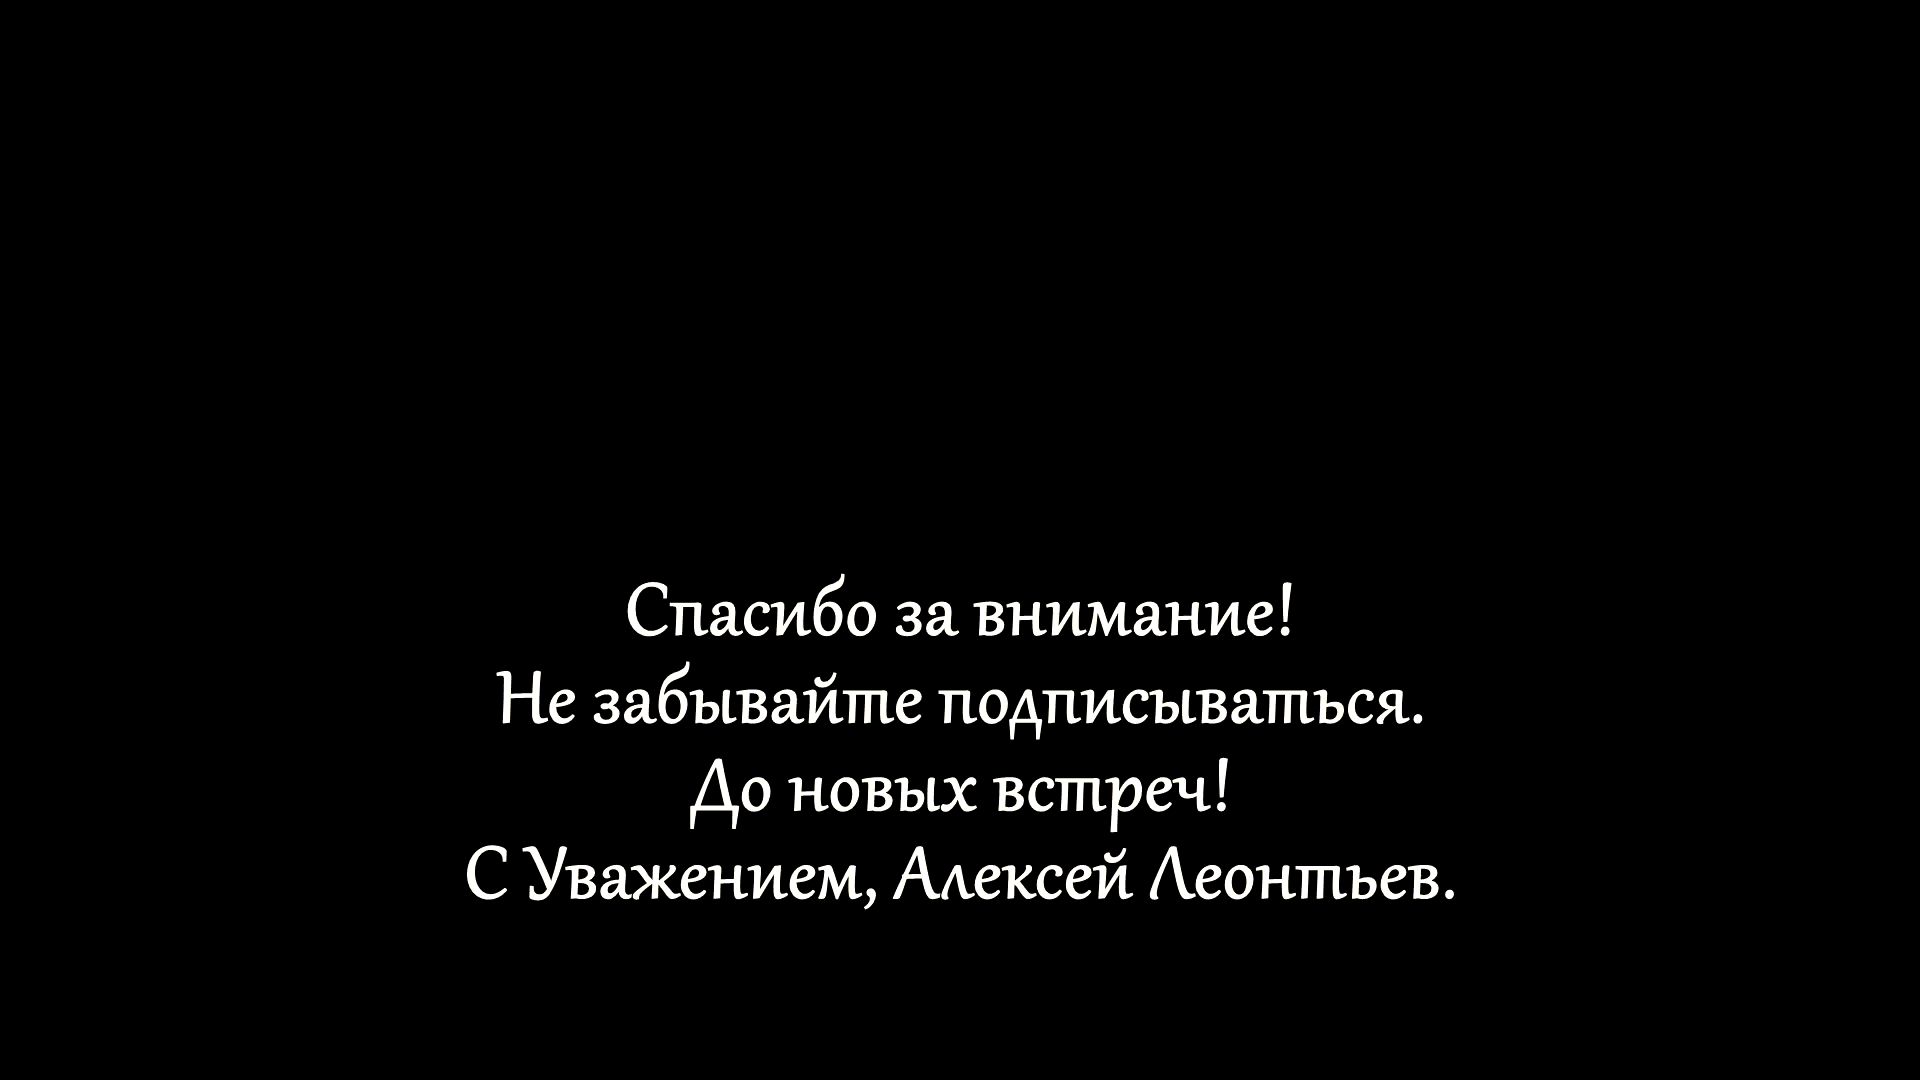 Спасибо за внимание!
Не забывайте подписываться.
До новых встреч!
С Уважением, Алексей Леонтьев.